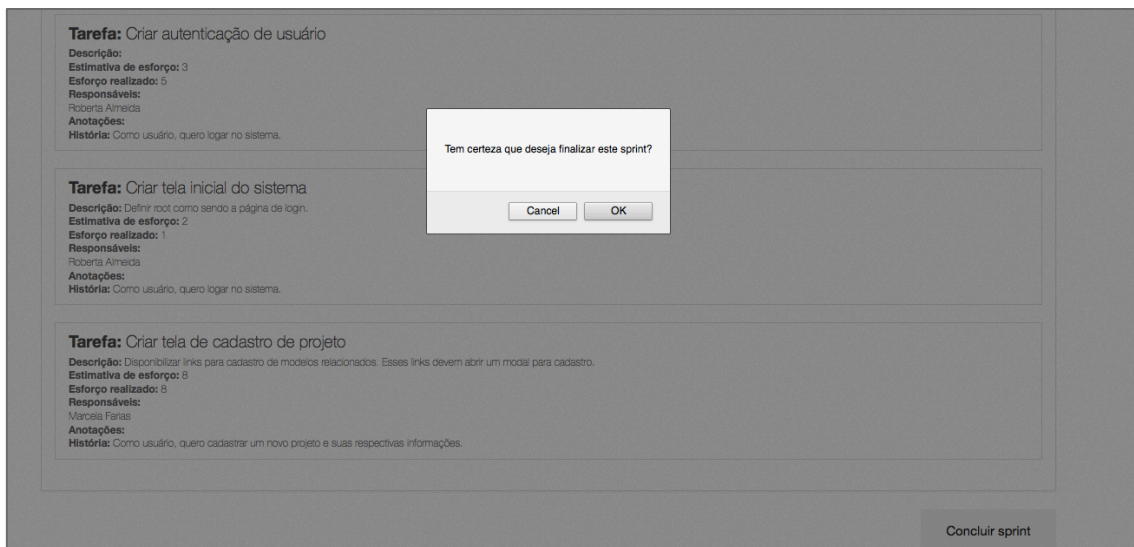 Tarefa: Criar autenticação de usuário
Descrição:
Estimativa de esforço: 3
Esforço realizado: 5
Responsáveis:
Roberta Almeida
Anotações:
História: Como usuário, quero logar no sistema.
Tem certeza que deseja finalizar este sprint?
Cancel OK
Tarefa: Criar tela inicial do sistema
Descrição: Definir root como sendo a página de login.
Estimativa de esforço: 2
Esforço realizado: 1
Responsáveis:
Roberta Almeida
Anotações:
História: Como usuário, quero logar no sistema.
Tarefa: Criar tela de cadastro de projeto
Descrição: Disponibilizar links para cadastro de modelos relacionados. Esses links devem abrir um modal para cadastro.
Estimativa de esforço: 8
Esforço realizado: 8
Responsáveis:
Marcela Farias
Anotações:
História: Como usuário, quero cadastrar um novo projeto e suas respectivas informações.
Concluir sprint